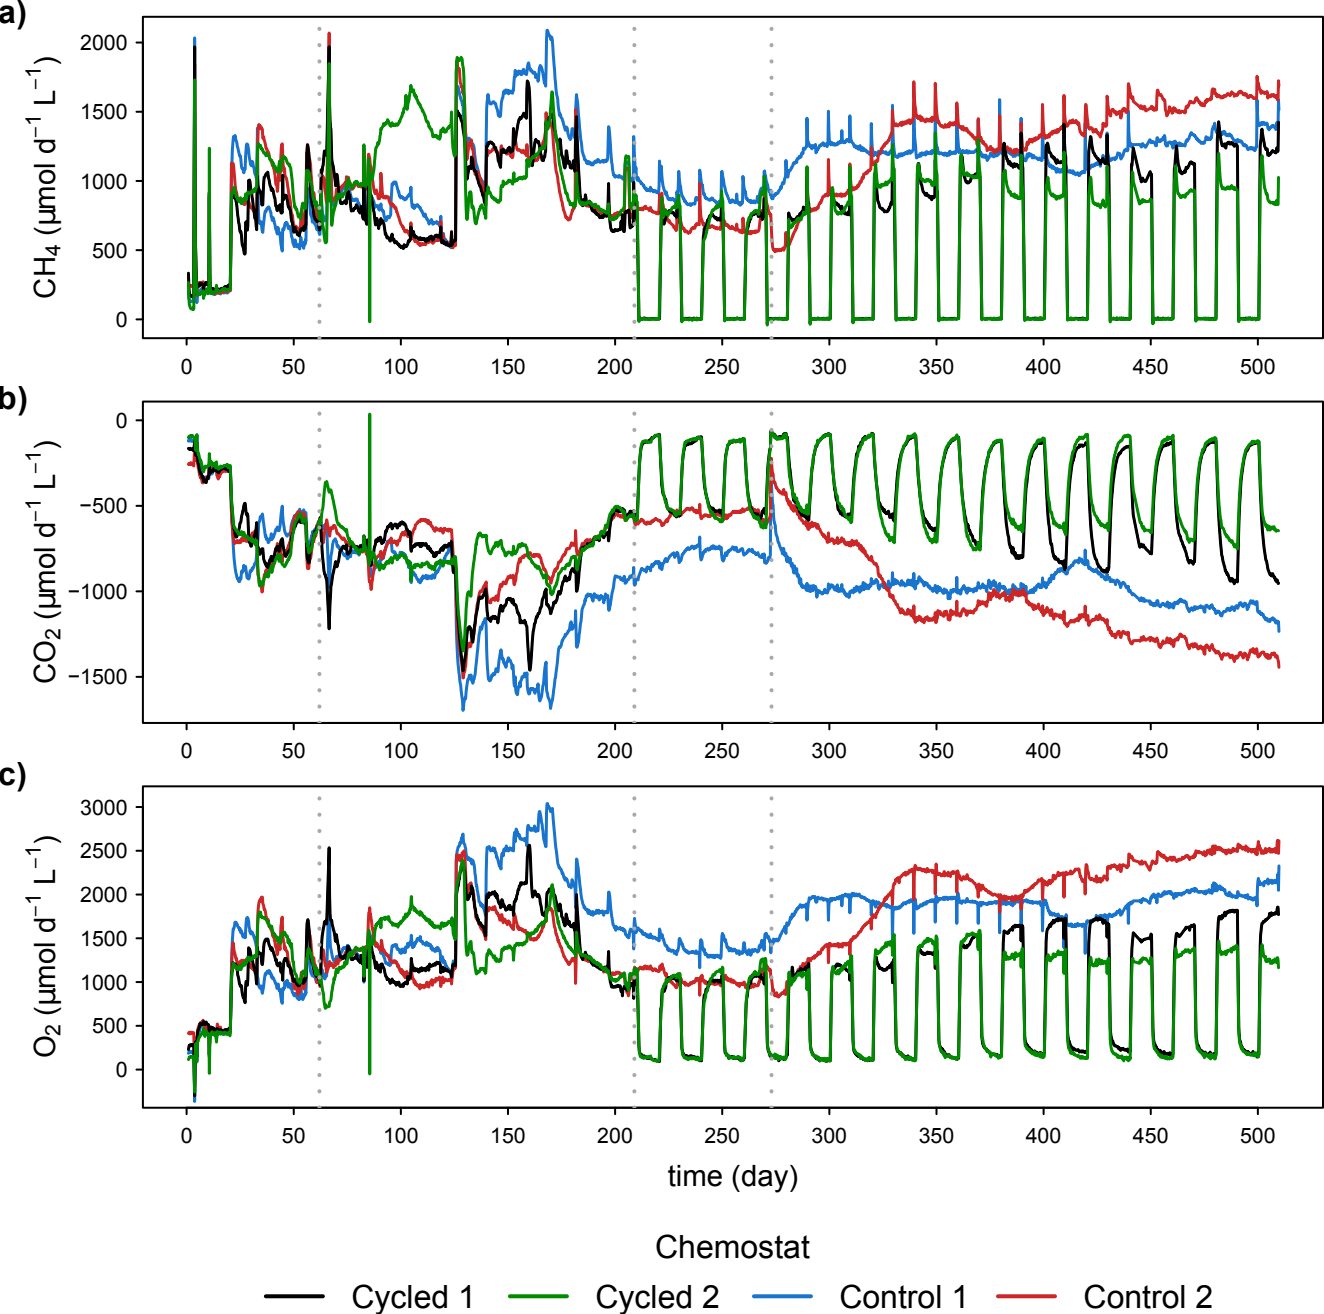 a)
CH₄ (µmol d⁻¹ L⁻¹)
2000
1500
1000
500
0
0 50 100 150 200 250 300 350 400 450 500
b)
CO₂ (µmol d⁻¹ L⁻¹)
0
−500
−1000
−1500
0 50 100 150 200 250 300 350 400 450 500
c)
O₂ (µmol d⁻¹ L⁻¹)
3000
2500
2000
1500
1000
500
0
0 50 100 150 200 250 300 350 400 450 500
time (day)
Chemostat
Cycled 1 Cycled 2 Control 1 Control 2